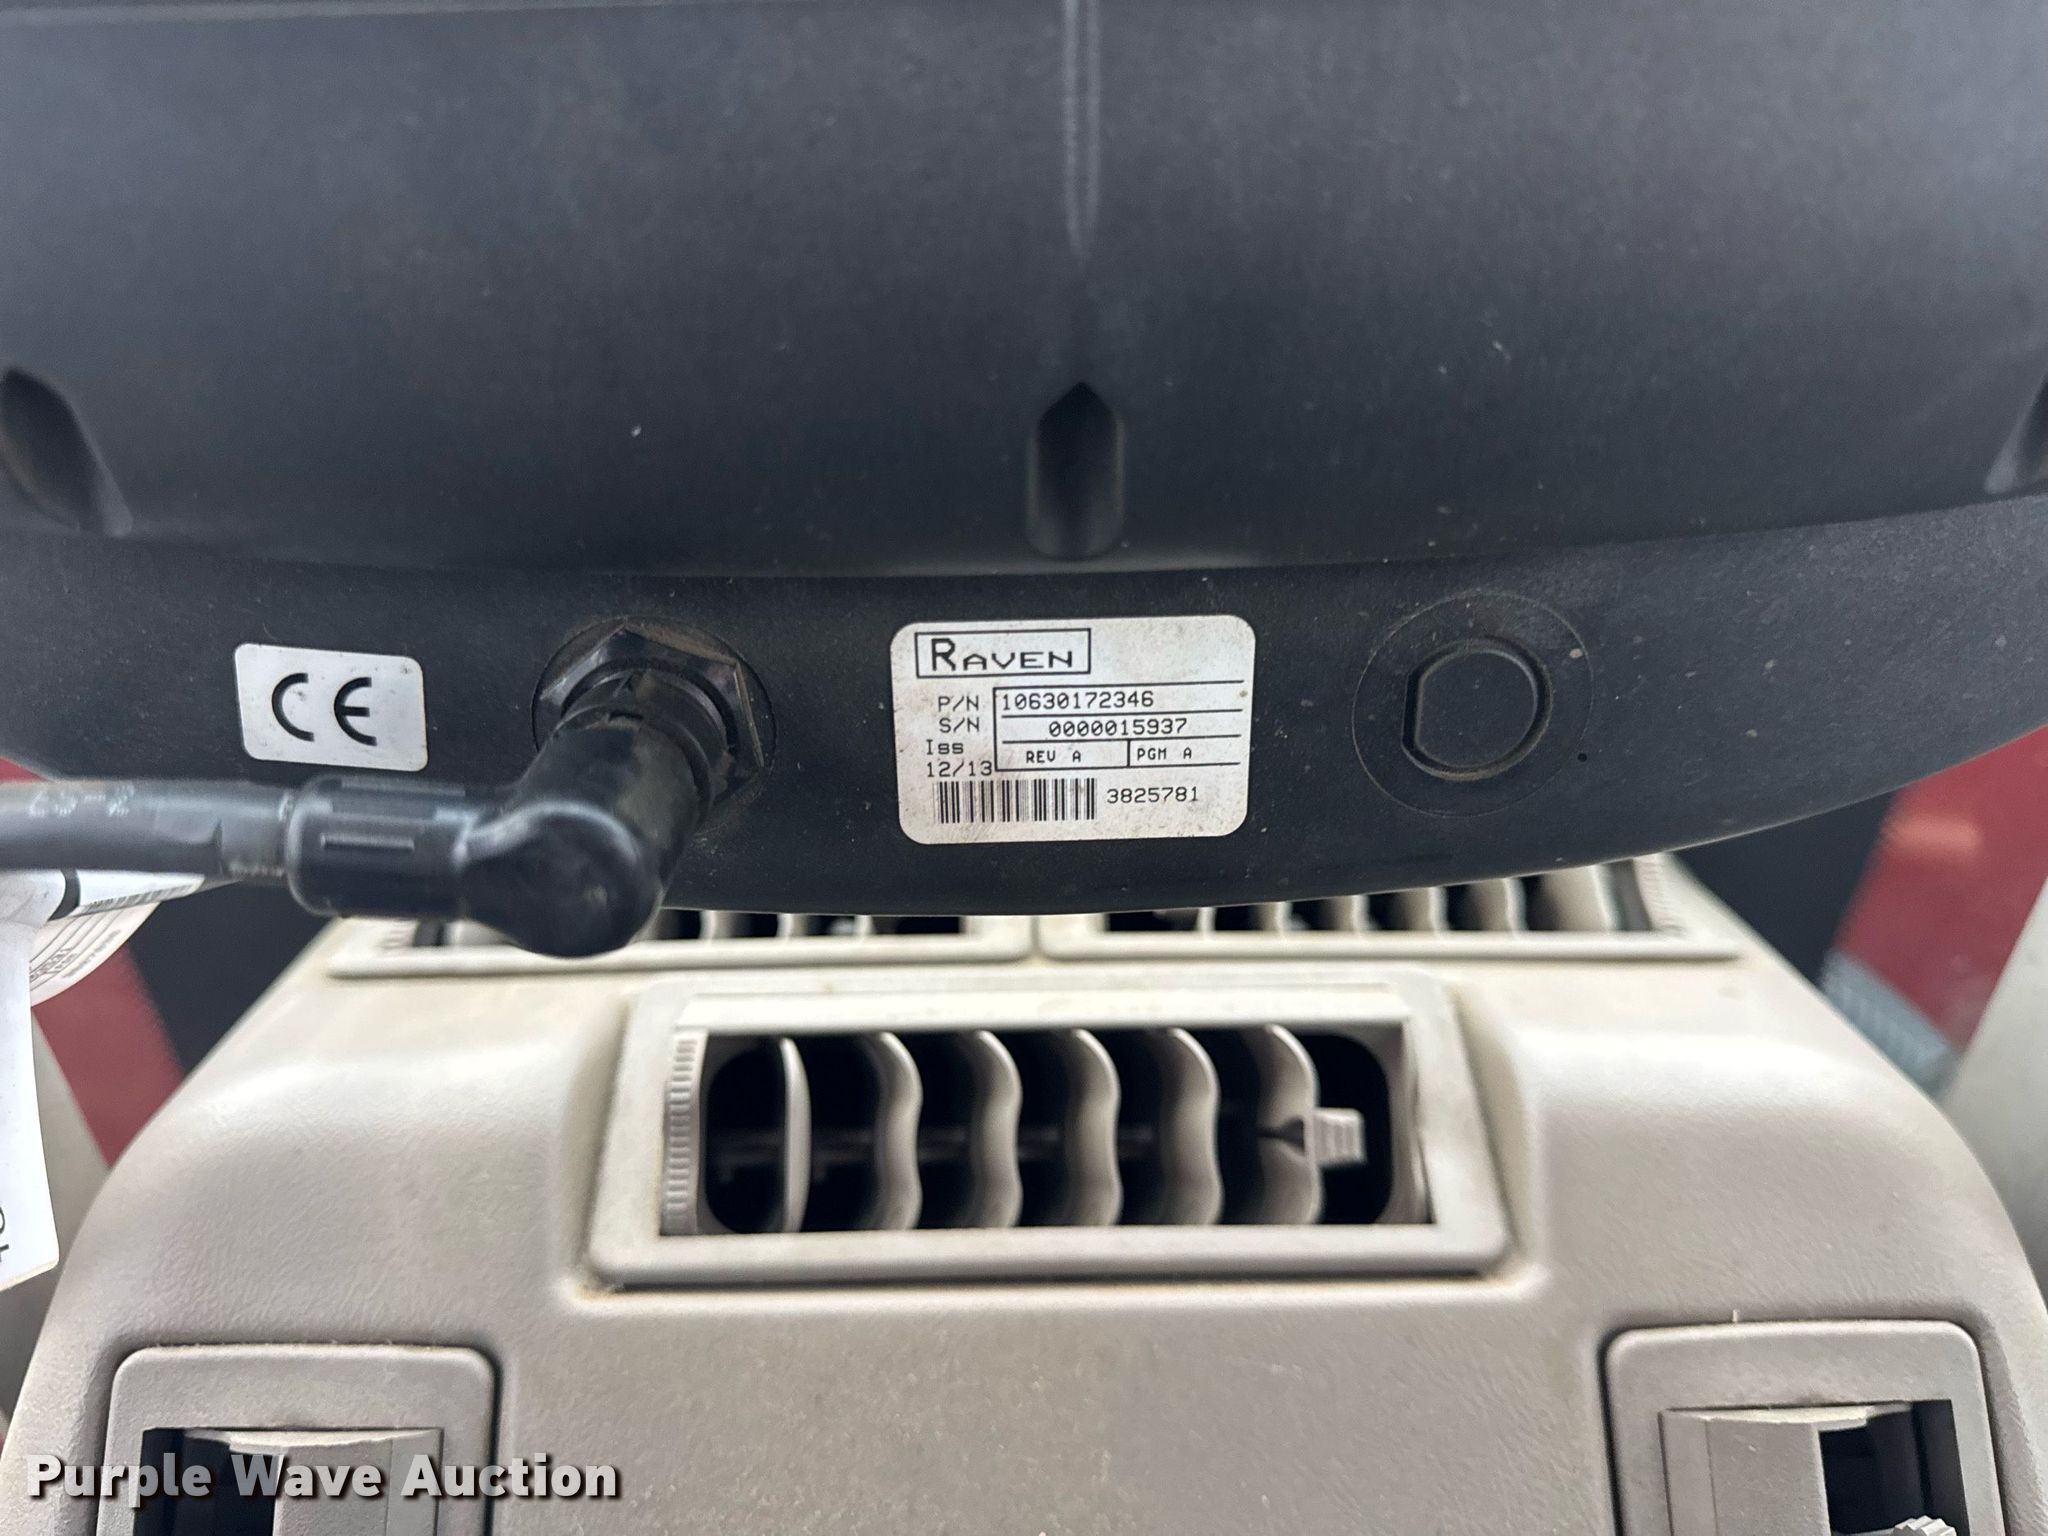 CE
RAVEN
P/N 10630172346
S/N 0000015937
Iss REV A PGM A
12/13
3825781
Purple Wave Auction